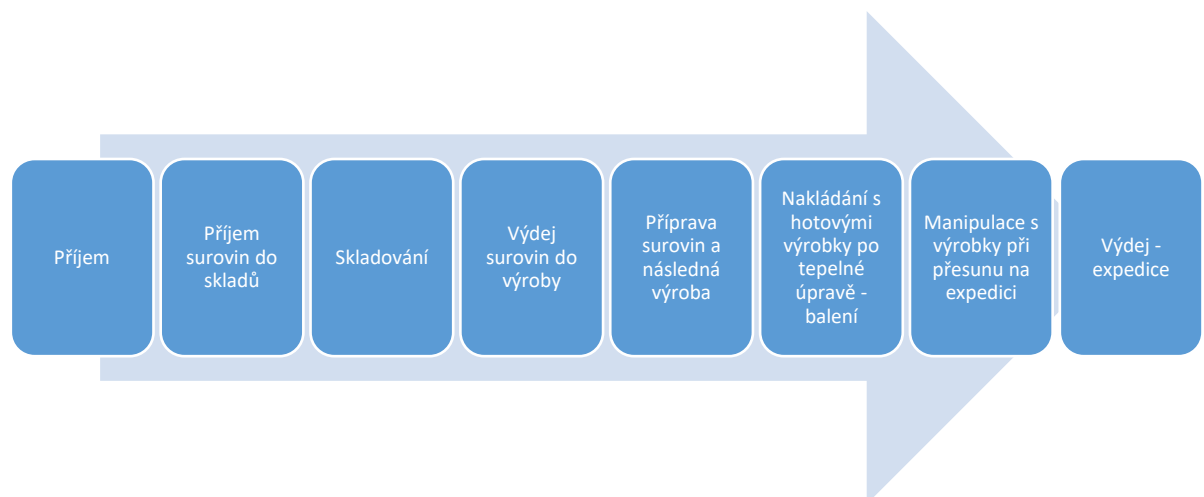 Příjem
Příjem
surovin do
skladů
Skladování
Výdej
surovin do
výroby
Příprava
surovin a
následná
výroba
Nakládání s
hotovými
výrobky po
tepelné
úpravě -
balení
Manipulace s
výrobky při
přesunu na
expedici
Výdej -
expedice